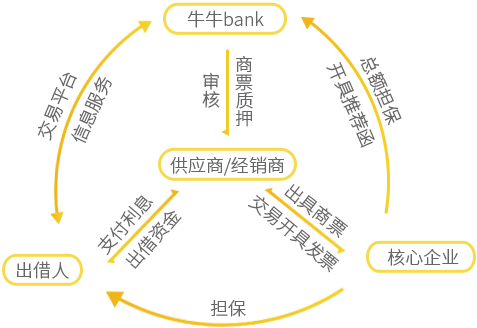 牛牛bank
交易平台
信息服务
审核
商票质押
总额担保
开具推荐函
供应商/经销商
支付利息
出借资金
出具商票
交易开具发票
出借人
核心企业
担保